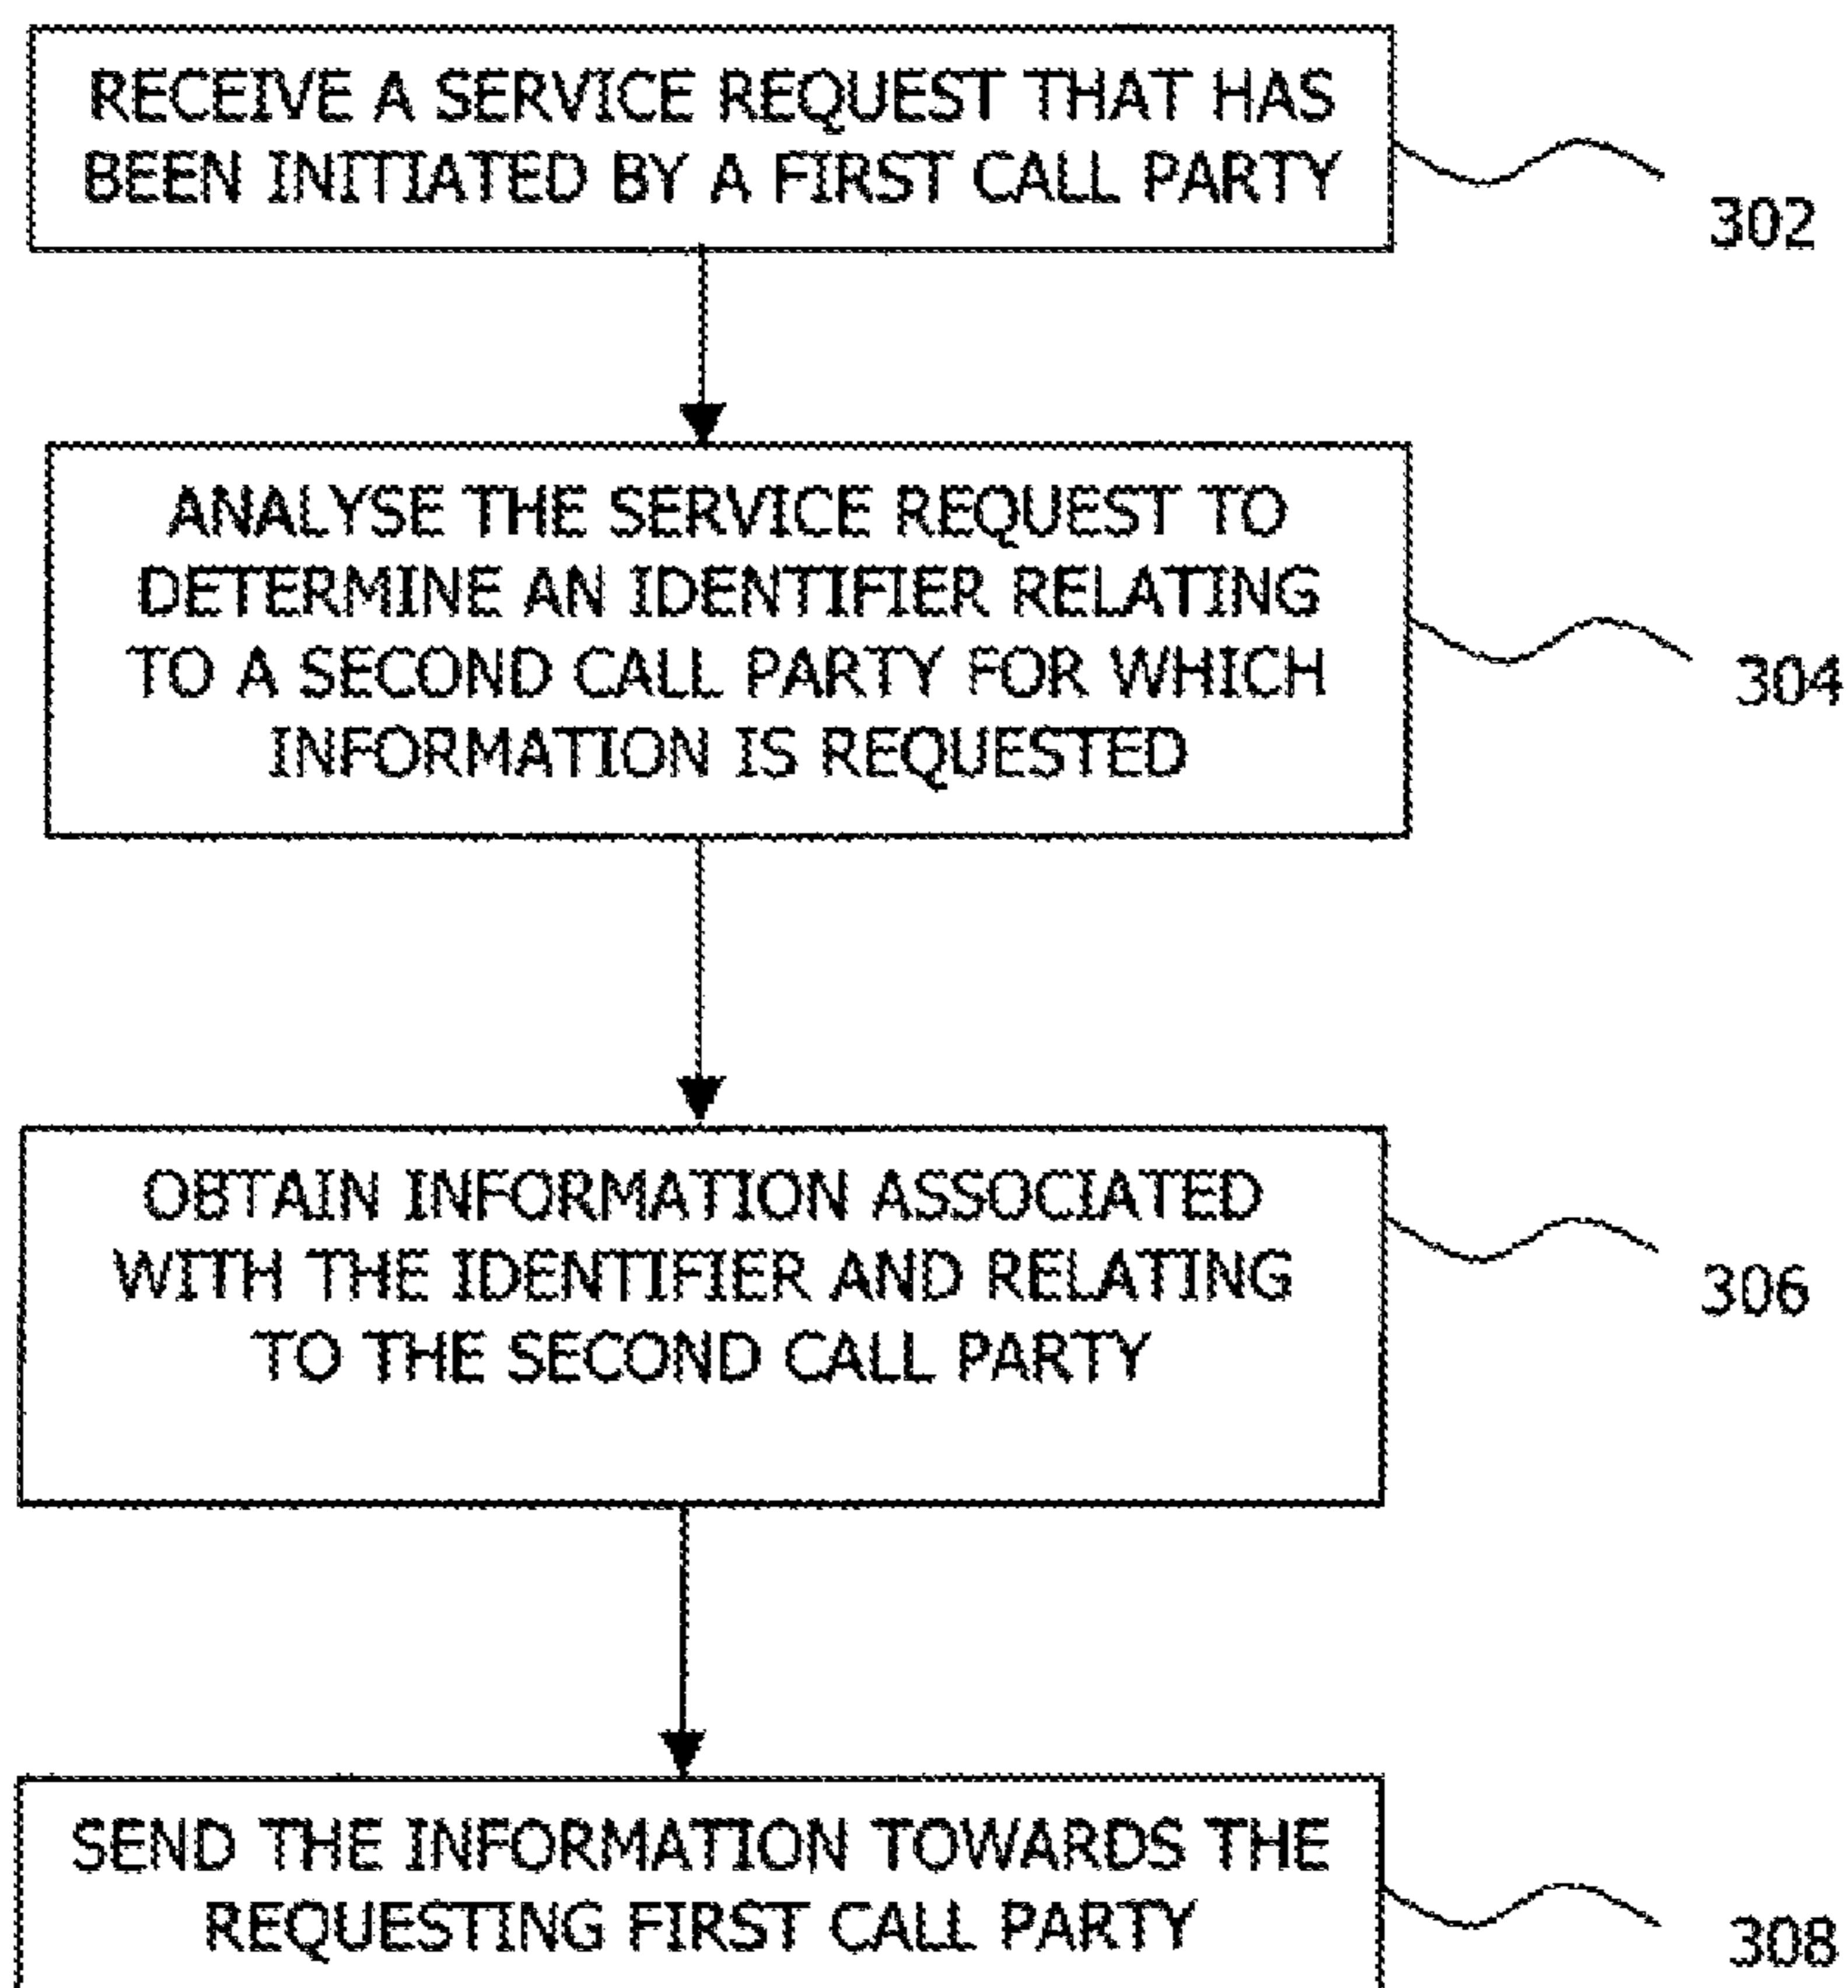 RECEIVE A SERVICE REQUEST THAT HAS
BEEN INITIATED BY A FIRST CALL PARTY
302
ANALYSE THE SERVICE REQUEST TO
DETERMINE AN IDENTIFIER RELATING
TO A SECOND CALL PARTY FOR WHICH
INFORMATION IS REQUESTED
304
OBTAIN INFORMATION ASSOCIATED
WITH THE IDENTIFIER AND RELATING
TO THE SECOND CALL PARTY
306
SEND THE INFORMATION TOWARDS THE
REQUESTING FIRST CALL PARTY
308